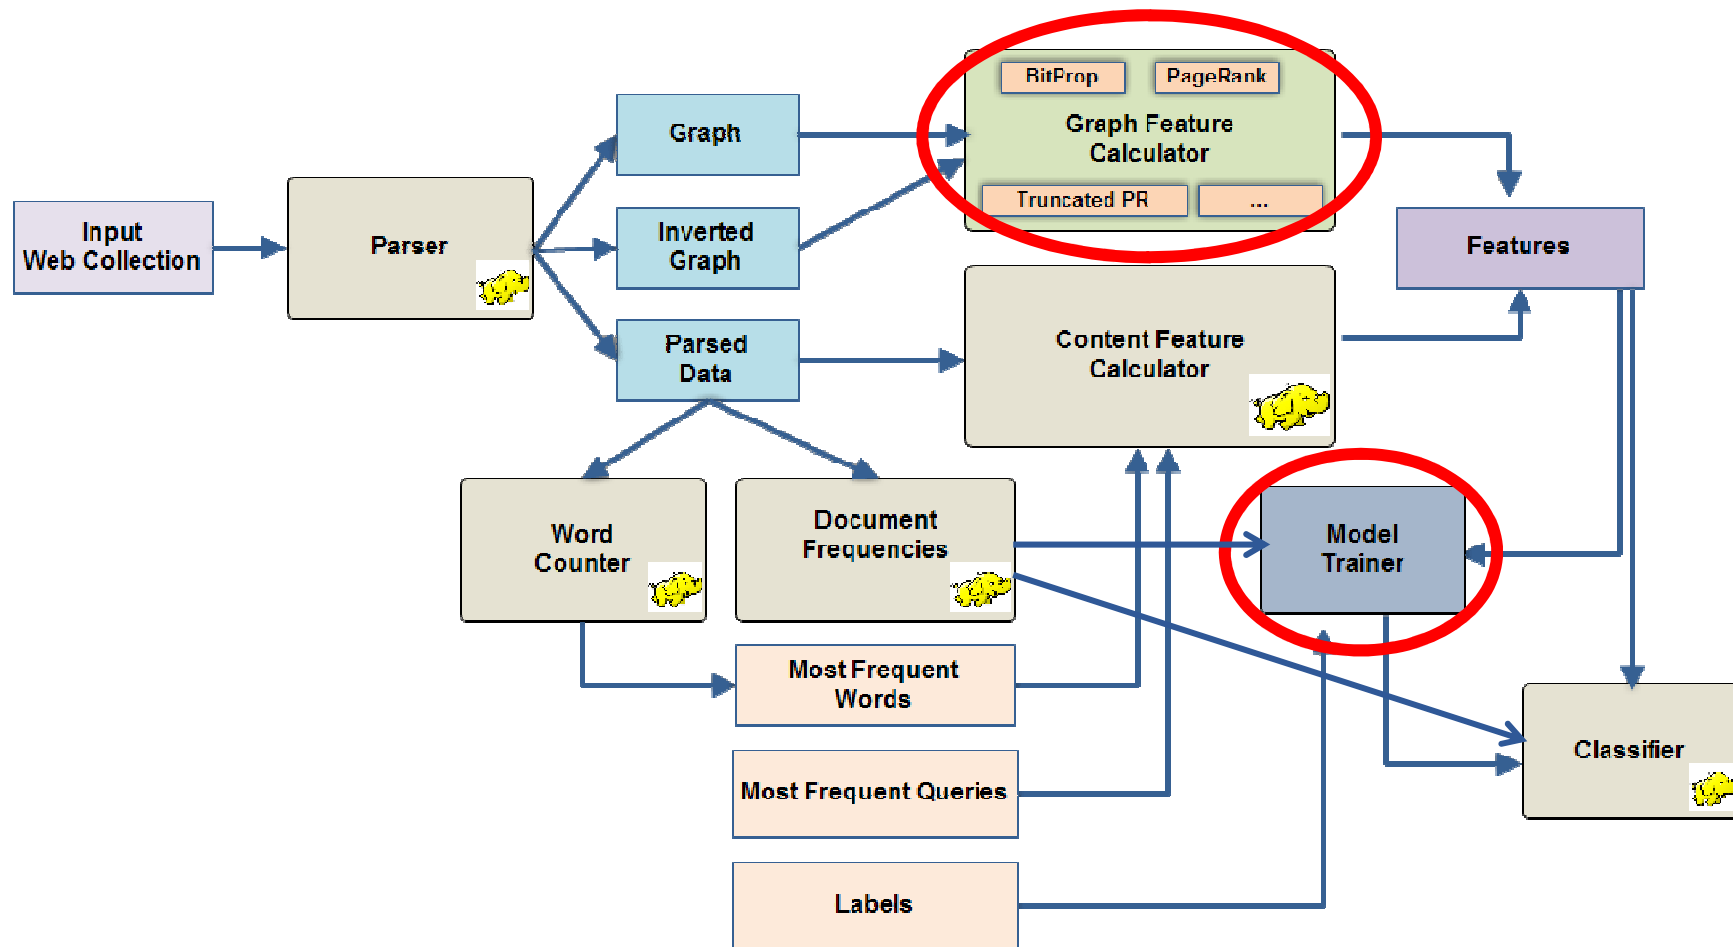 BitProp
PageRank
Graph
Graph Feature
Calculator
Truncated PR
...
Input
Web Collection
Parser
Inverted
Graph
Features
Parsed
Data
Content Feature
Calculator
Word
Counter
Document
Frequencies
Model
Trainer
Most Frequent
Words
Classifier
Most Frequent Queries
Labels